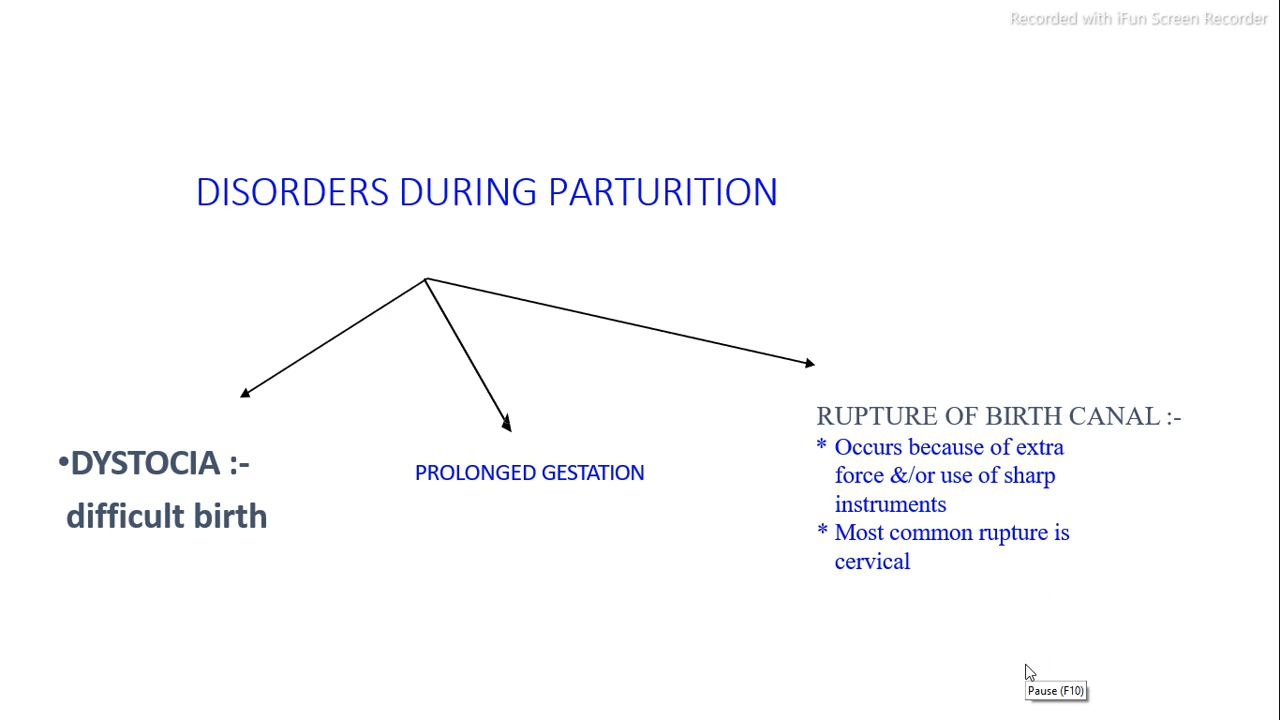 Recorded with iFun Screen Recorder
DISORDERS DURING PARTURITION
•DYSTOCIA :-
difficult birth
PROLONGED GESTATION
RUPTURE OF BIRTH CANAL :-
* Occurs because of extra
force &/or use of sharp
instruments
* Most common rupture is
cervical
Pause (F10)